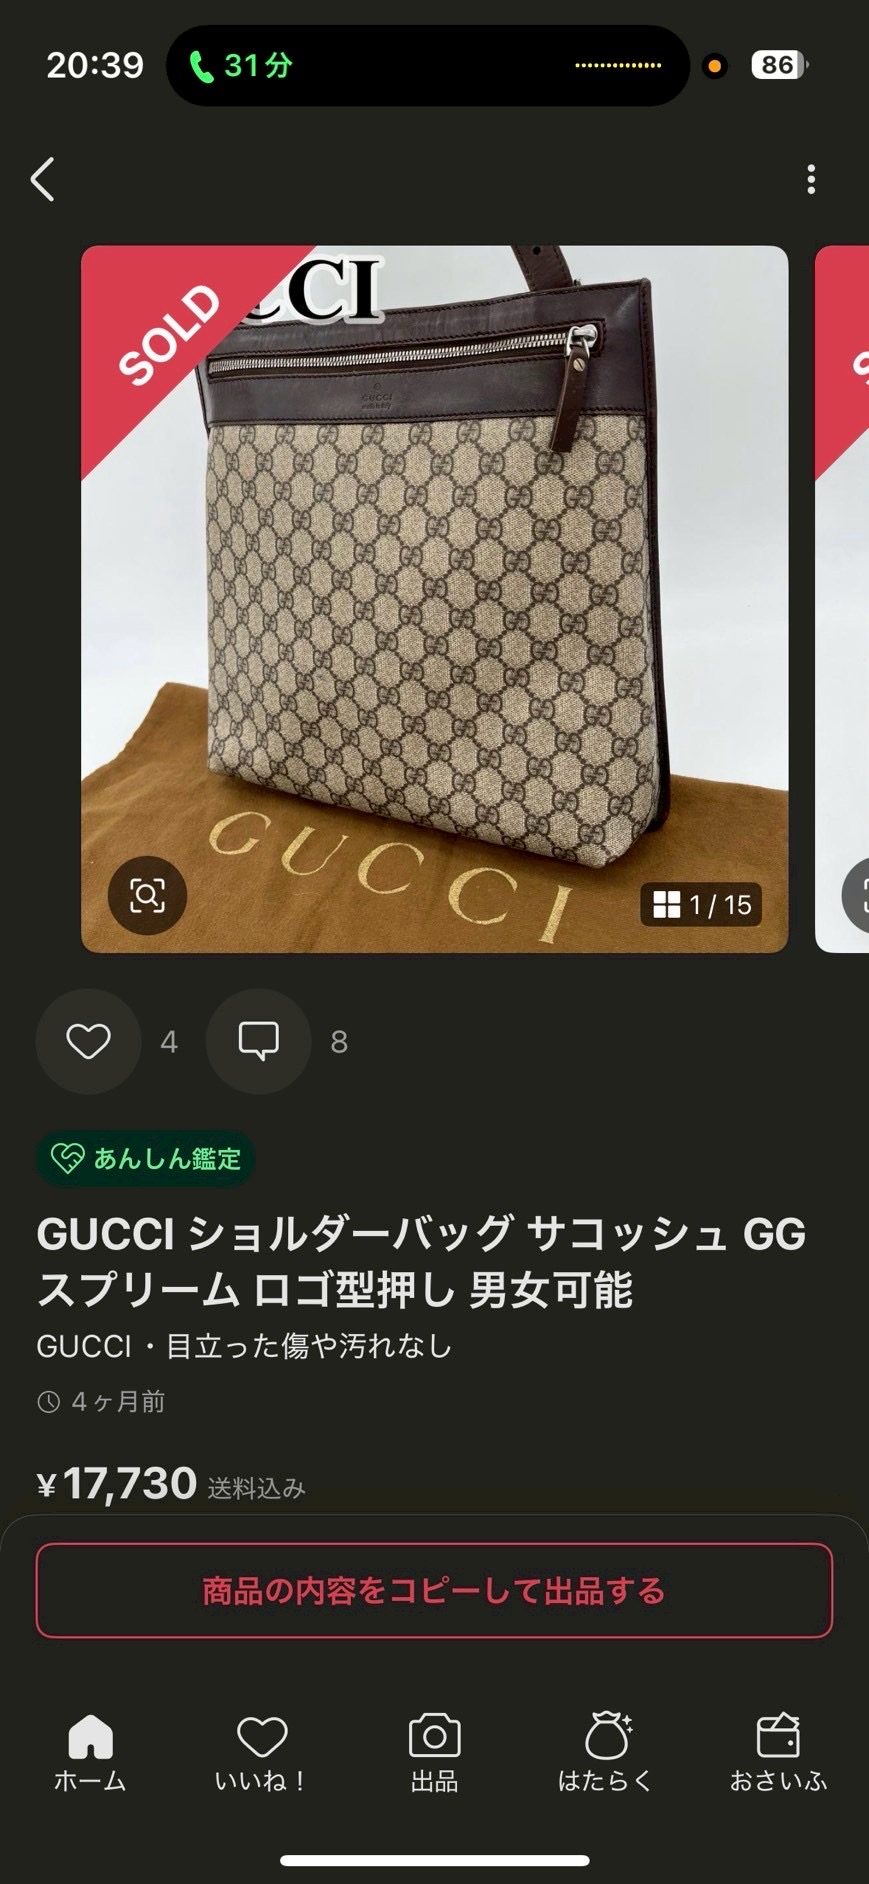 20:39
31分
86
SOLD
CCI
GUCCI
GUCCI
1 / 15
4
8
あんしん鑑定
GUCCI ショルダーバッグ サコッシュ GG
スプリーム ロゴ型押し 男女可能
GUCCI・目立った傷や汚れなし
4ヶ月前
¥17,730 送料込み
商品の内容をコピーして出品する
ホーム
いいね！
出品
はたらく
おさいふ